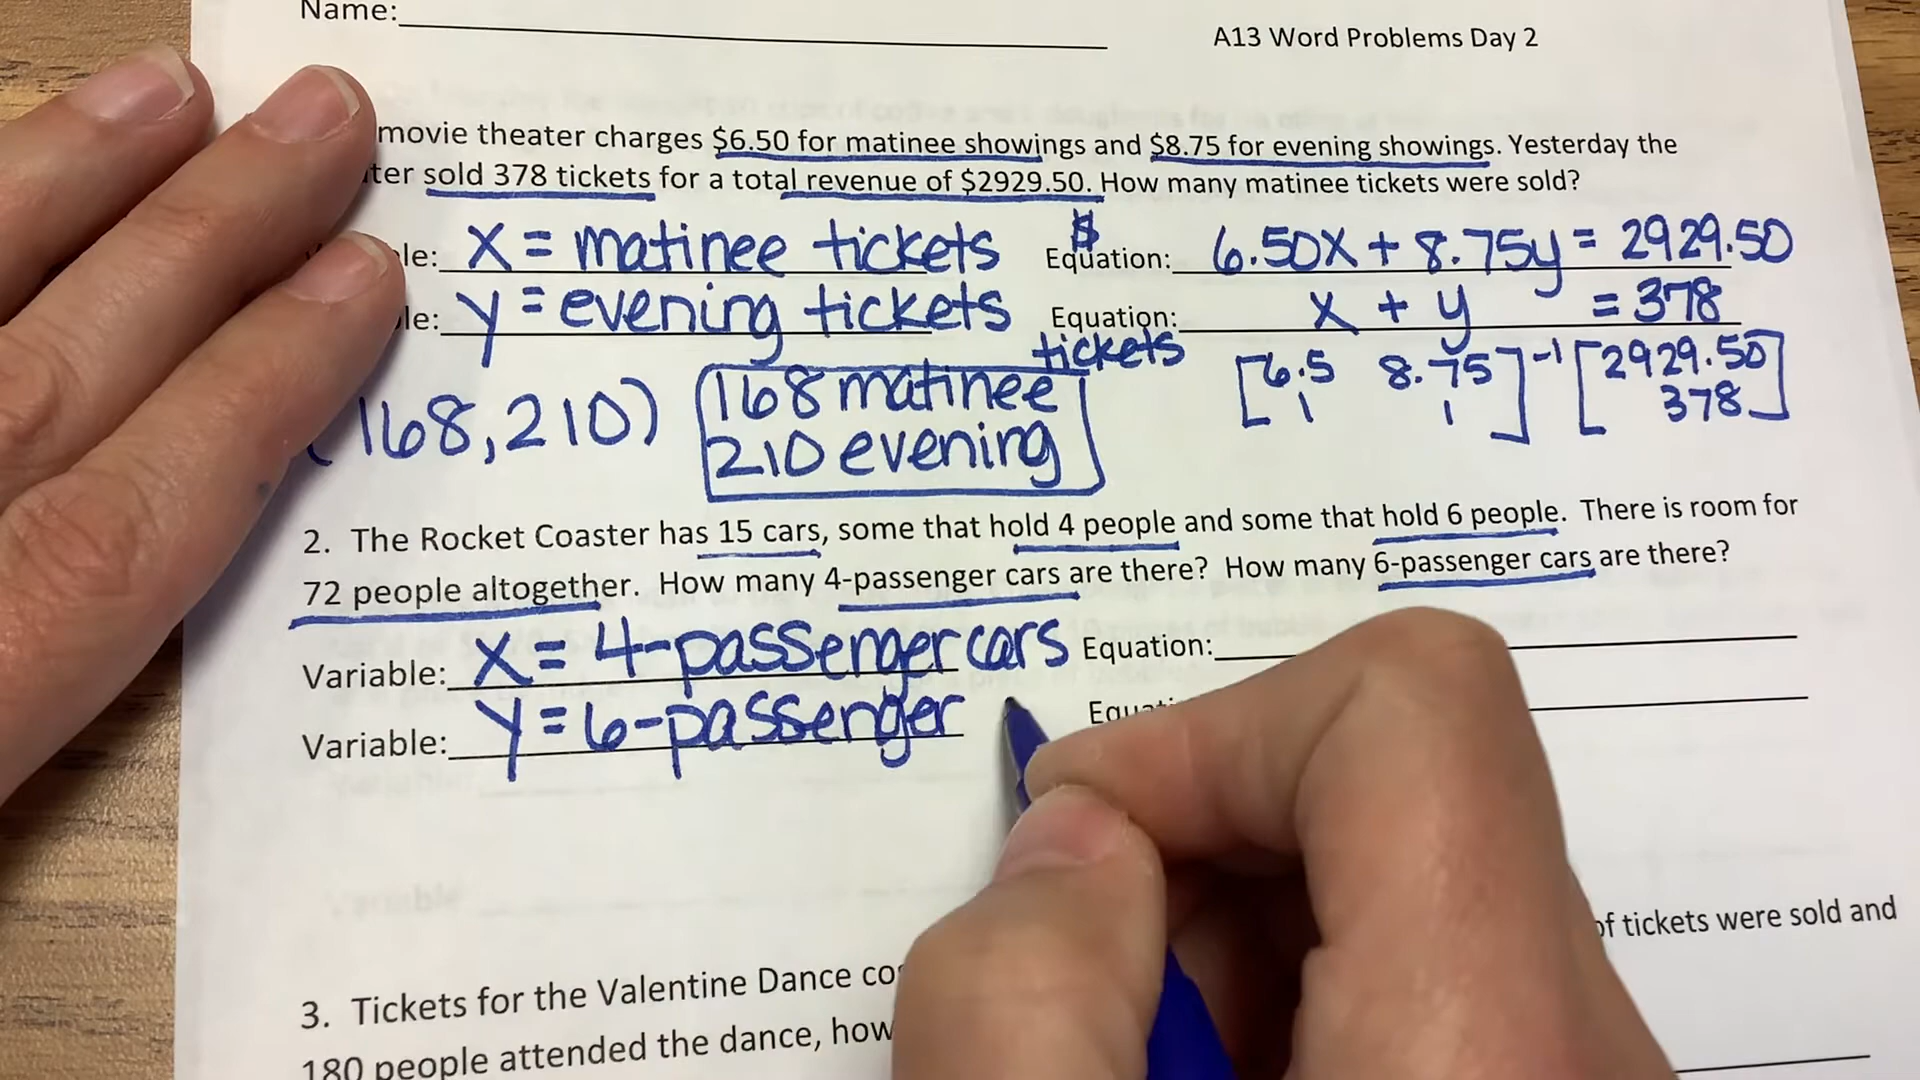 Name:
A13 Word Problems Day 2
movie theater charges $6.50 for matinee showings and $8.75 for evening showings. Yesterday the
sold 378 tickets for a total revenue of $2929.50. How many matinee tickets were sold?
x = matinee tickets
$
Equation: 6.50x + 8.75y = 2929.50
y = evening tickets
Equation: x + y = 378
tickets
(168,210)
168 matinee
210 evening
[6.5 8.75]⁻¹ [2929.50]
1 1 378
2. The Rocket Coaster has 15 cars, some that hold 4 people and some that hold 6 people. There is room for
72 people altogether. How many 4-passenger cars are there? How many 6-passenger cars are there?
Variable: x = 4-passenger cars Equation:
Variable: y = 6-passenger
of tickets were sold and
3. Tickets for the Valentine Dance
180 people attended the dance, how